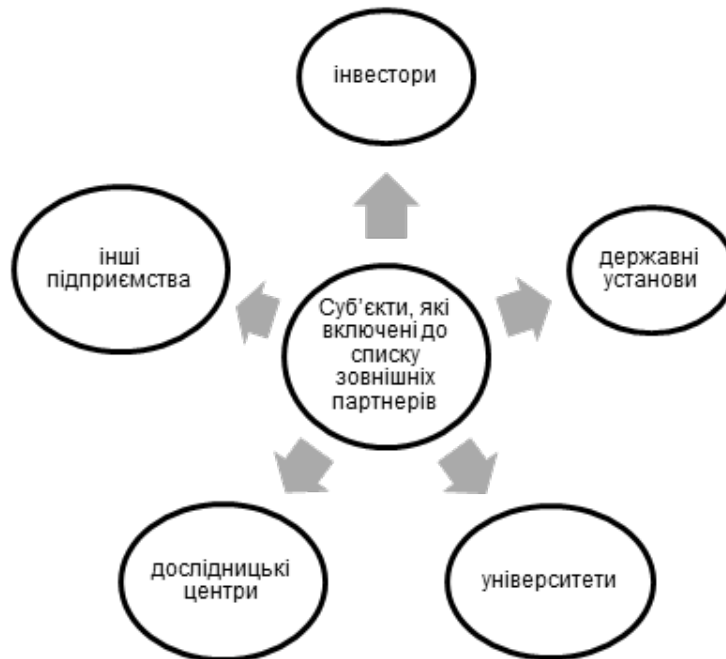 інвестори
інші
підприємства
державні
установи
Суб’єкти, які
включені до
списку
зовнішніх
партнерів
дослідницькі
центри
університети